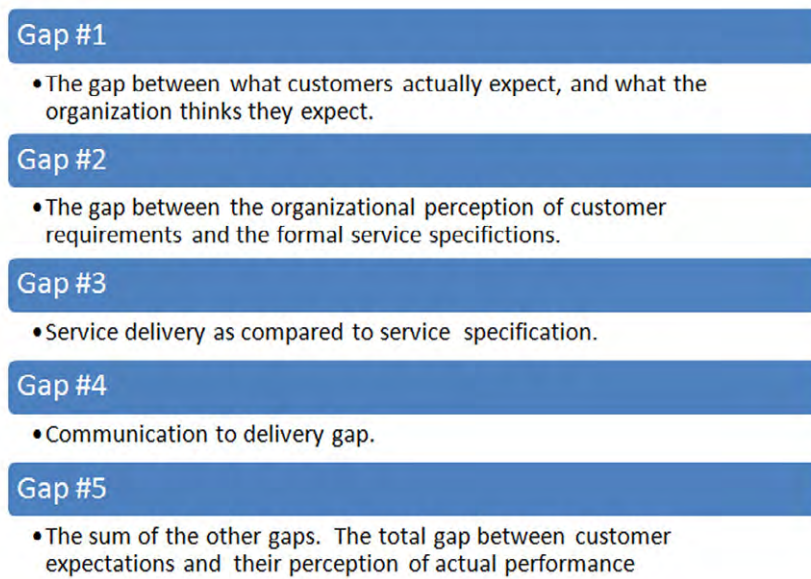 Gap #1
•The gap between what customers actually expect, and what the
organization thinks they expect.
Gap #2
•The gap between the organizational perception of customer
requirements and the formal service specifictions.
Gap #3
•Service delivery as compared to service specification.
Gap #4
•Communication to delivery gap.
Gap #5
•The sum of the other gaps. The total gap between customer
expectations and their perception of actual performance